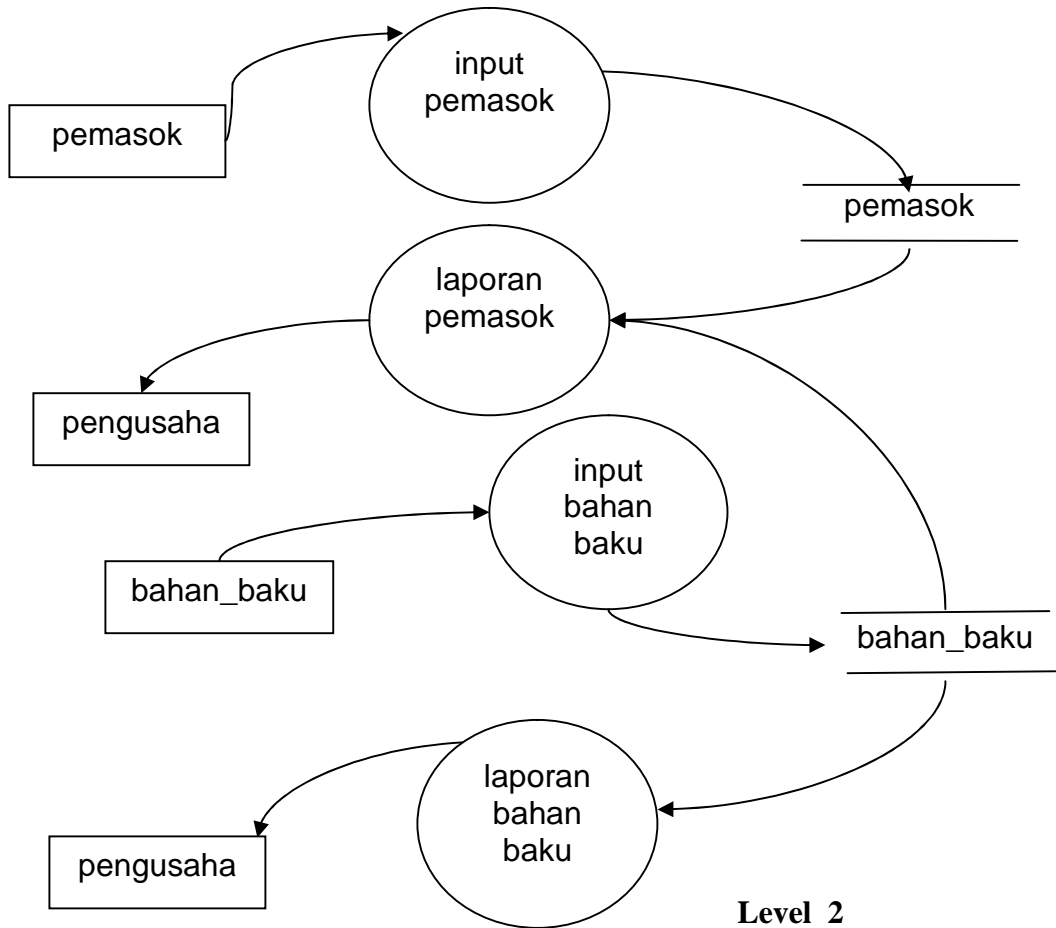 input
pemasok
pemasok
pemasok
laporan
pemasok
pengusaha
input
bahan
baku
bahan_baku
bahan_baku
laporan
bahan
baku
pengusaha
Level 2